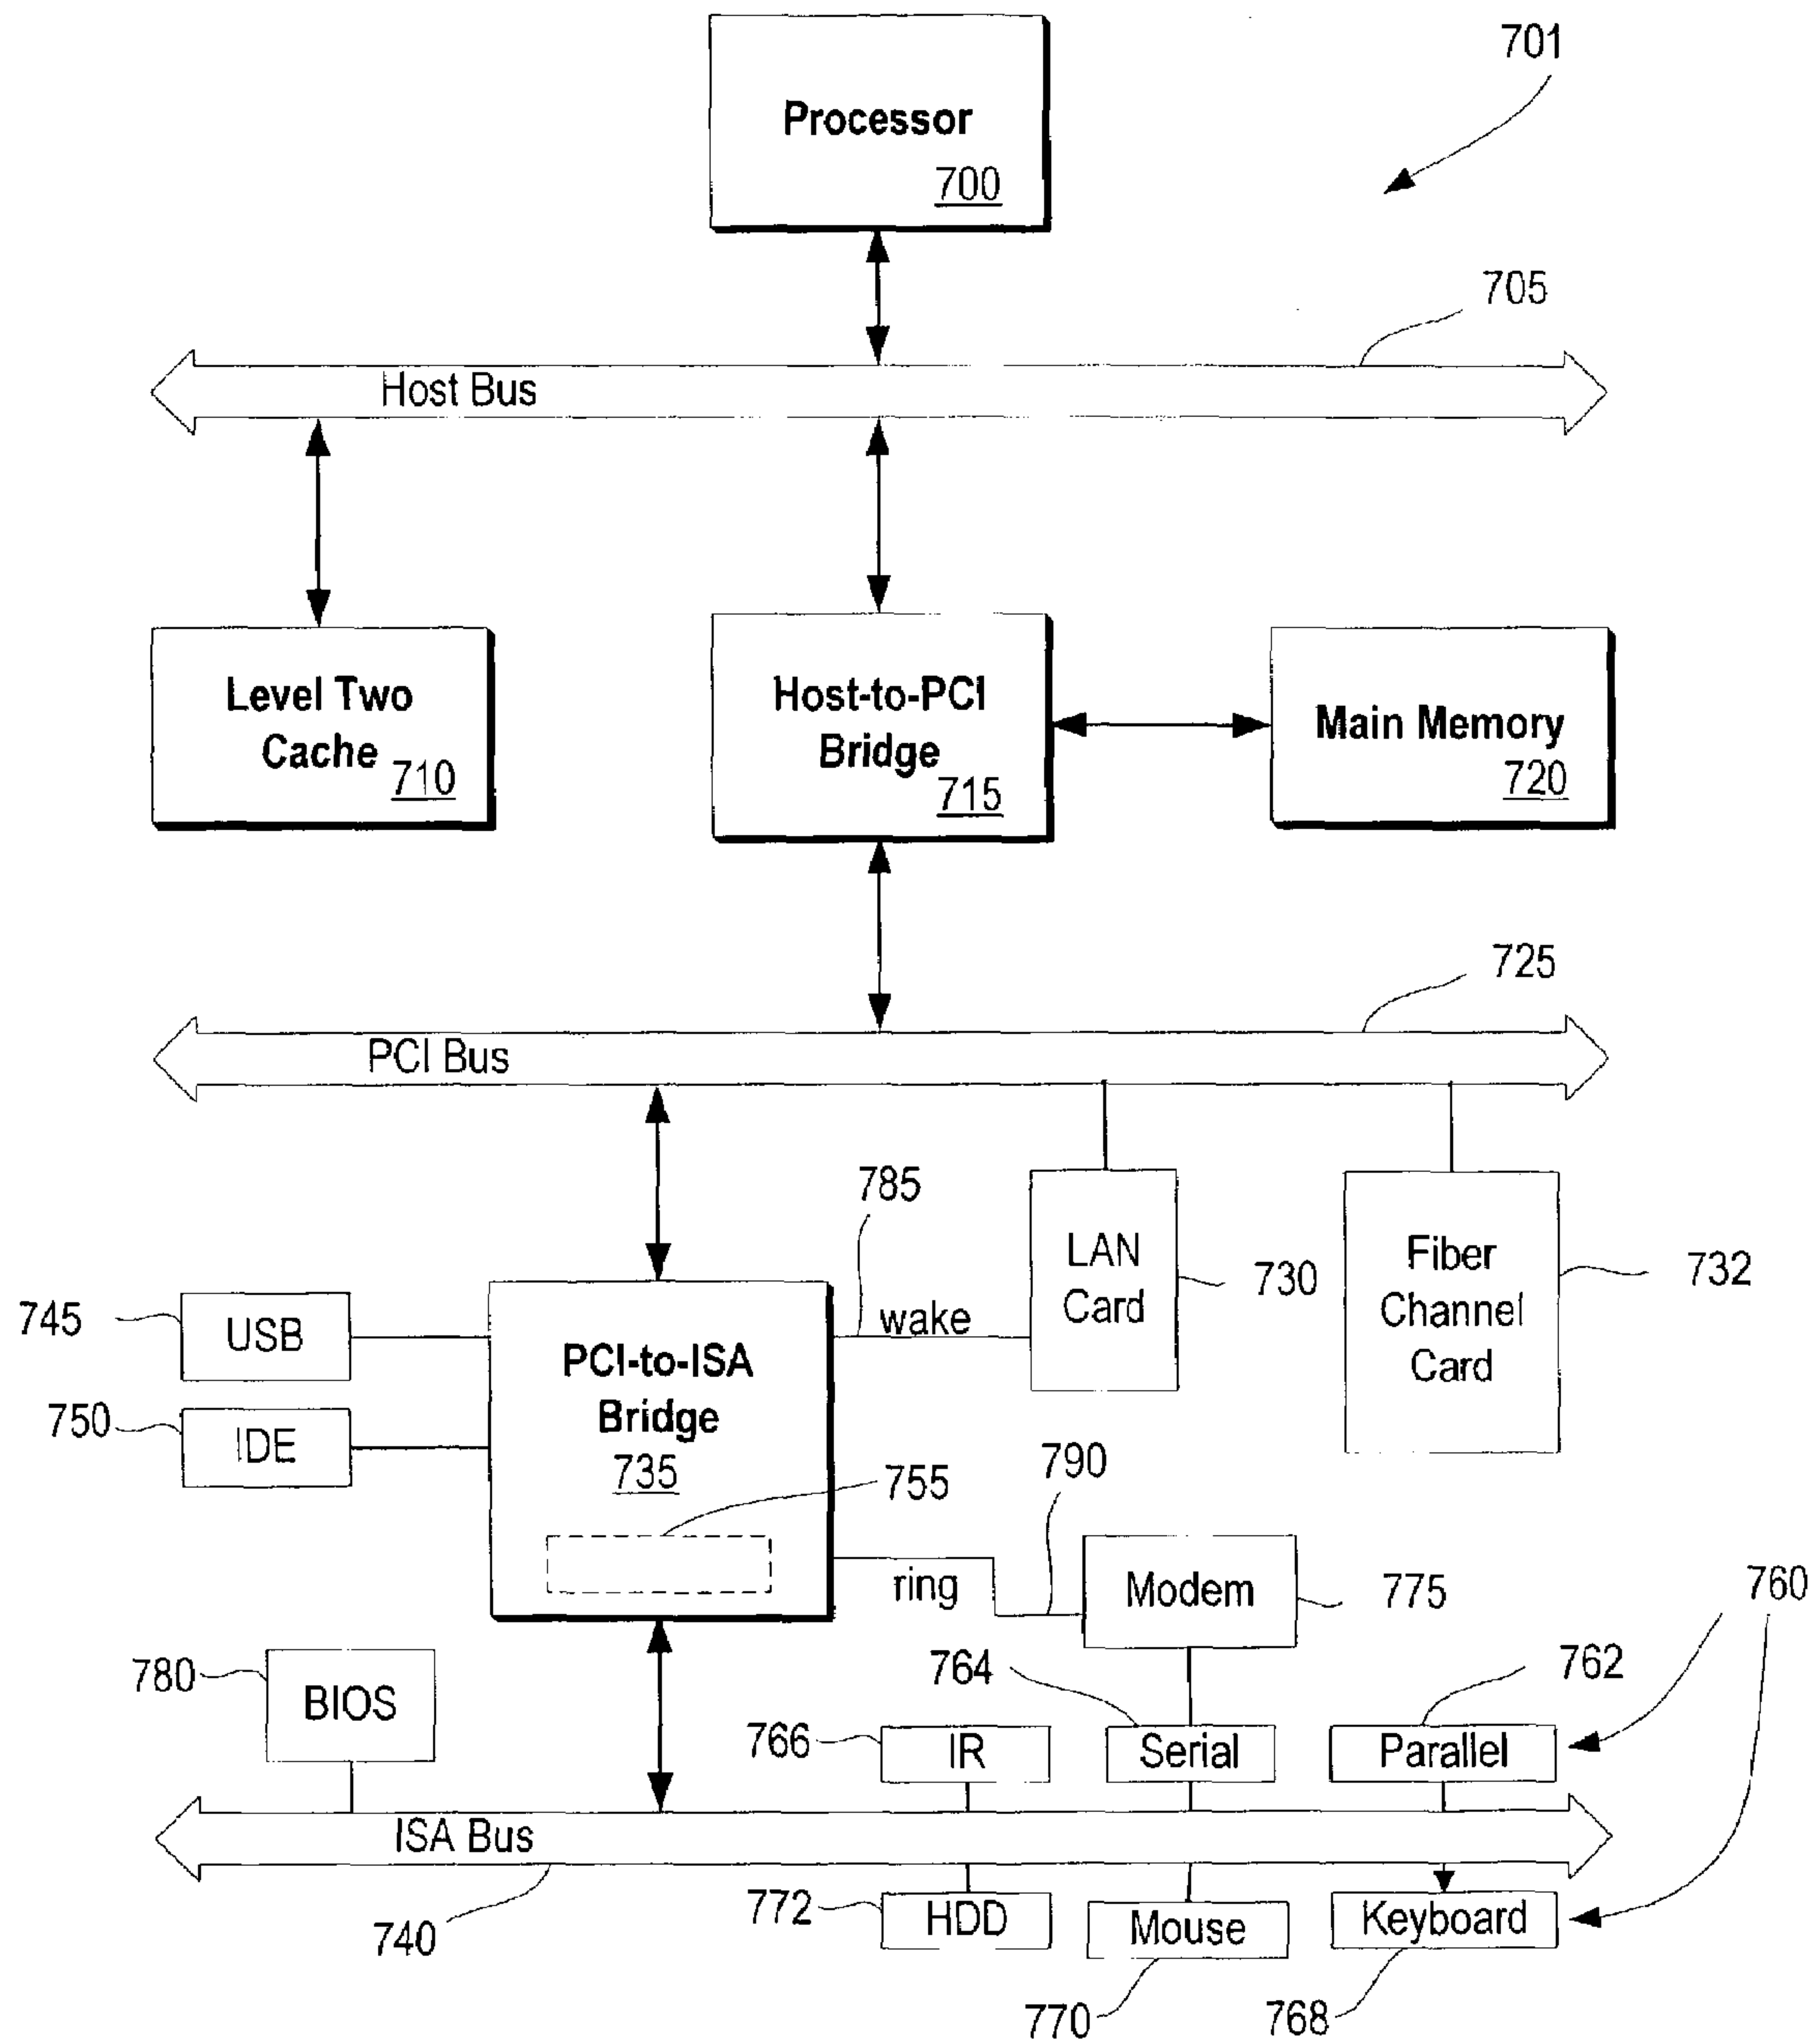 701
Processor
700
705
Host Bus
Level Two
Cache
710
Host-to-PCI
Bridge
715
Main Memory
720
725
PCI Bus
785
LAN
Card
730
Fiber
Channel
Card
732
745
USB
wake
PCI-to-ISA
Bridge
735
750
IDE
755
790
ring
Modem
775
760
780
BIOS
764
762
766
IR
Serial
Parallel
ISA Bus
740
772
HDD
Mouse
Keyboard
770
768